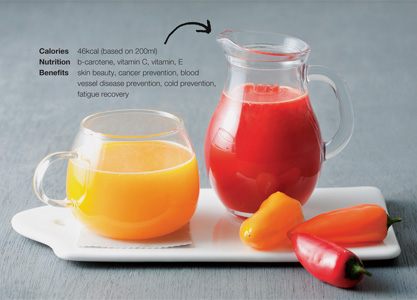 Calories 46kcal (based on 200ml)
Nutrition b-carotene, vitamin C, vitamin, E
Benefits skin beauty, cancer prevention, blood
vessel disease prevention, cold prevention,
fatigue recovery